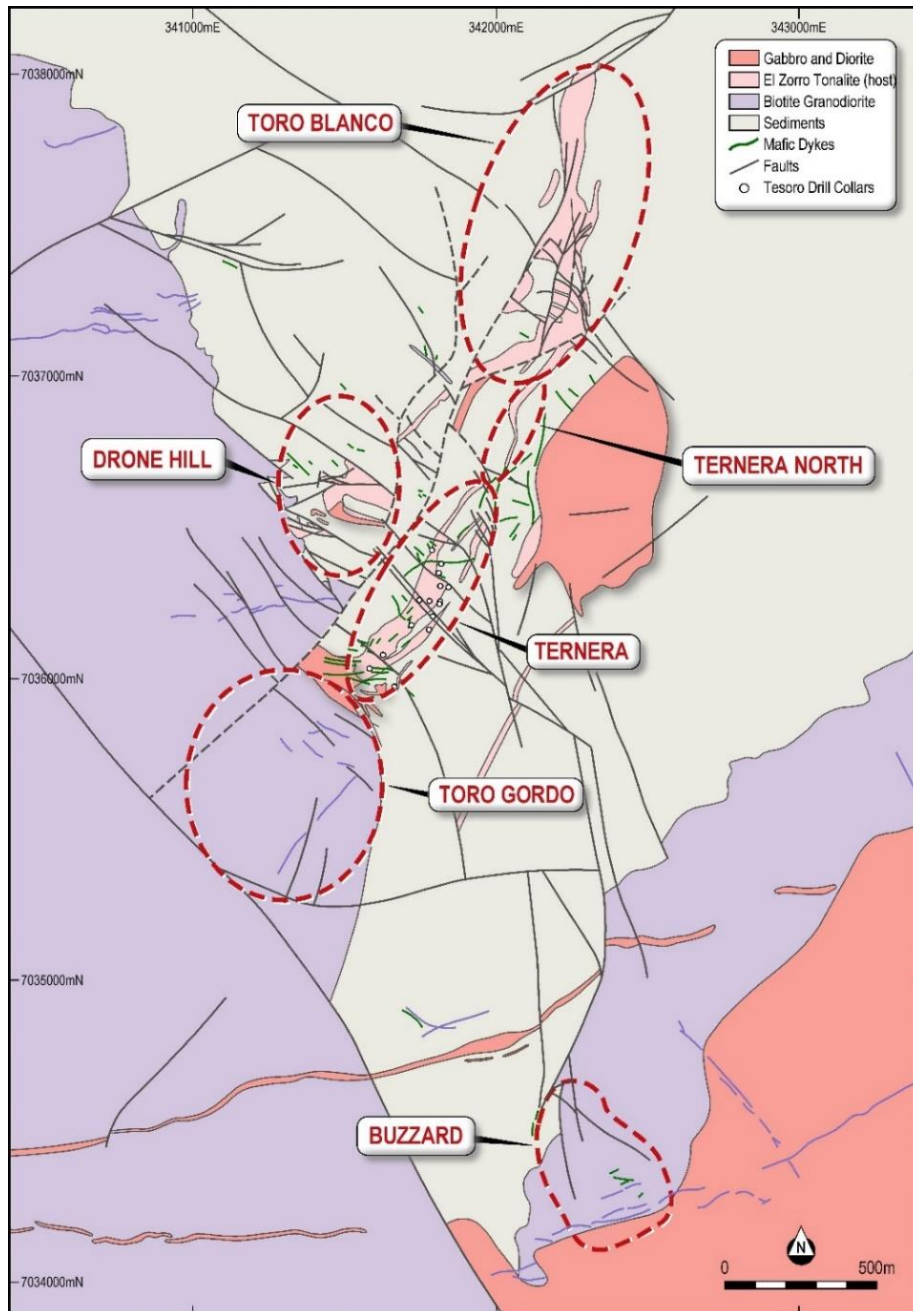 341000mE
342000mE
343000mE
7038000mN
Gabbro and Diorite
El Zorro Tonalite (host)
Biotite Granodiorite
Sediments
Mafic Dykes
Faults
Tesoro Drill Collars
TORO BLANCO
7037000mN
DRONE HILL
TERNERA NORTH
TERNERA
7036000mN
TORO GORDO
7035000mN
BUZZARD
N
7034000mN
0
500m